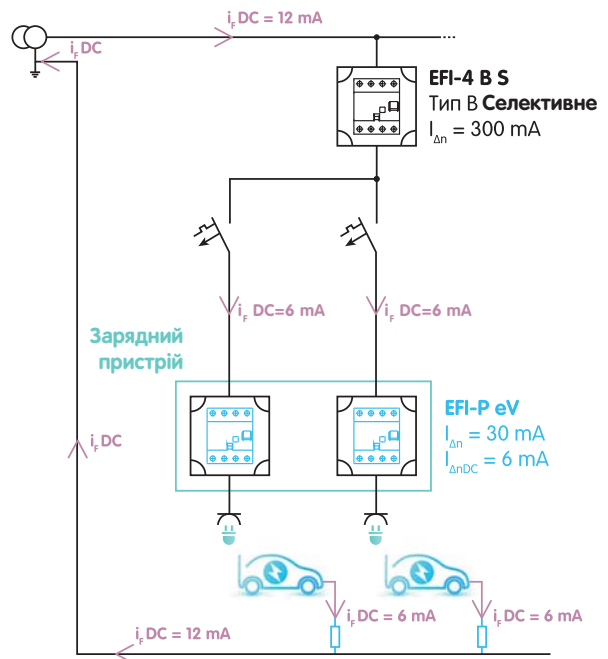 iF DC = 12 mA
iF DC
EFI-4 B S
Тип B Селективне
IΔn = 300 mA
iF DC=6 mA
iF DC=6 mA
Зарядний
пристрій
EFI-P eV
IΔn = 30 mA
IΔnDC = 6 mA
iF DC
iF DC = 6 mA
iF DC = 6 mA
iF DC = 12 mA